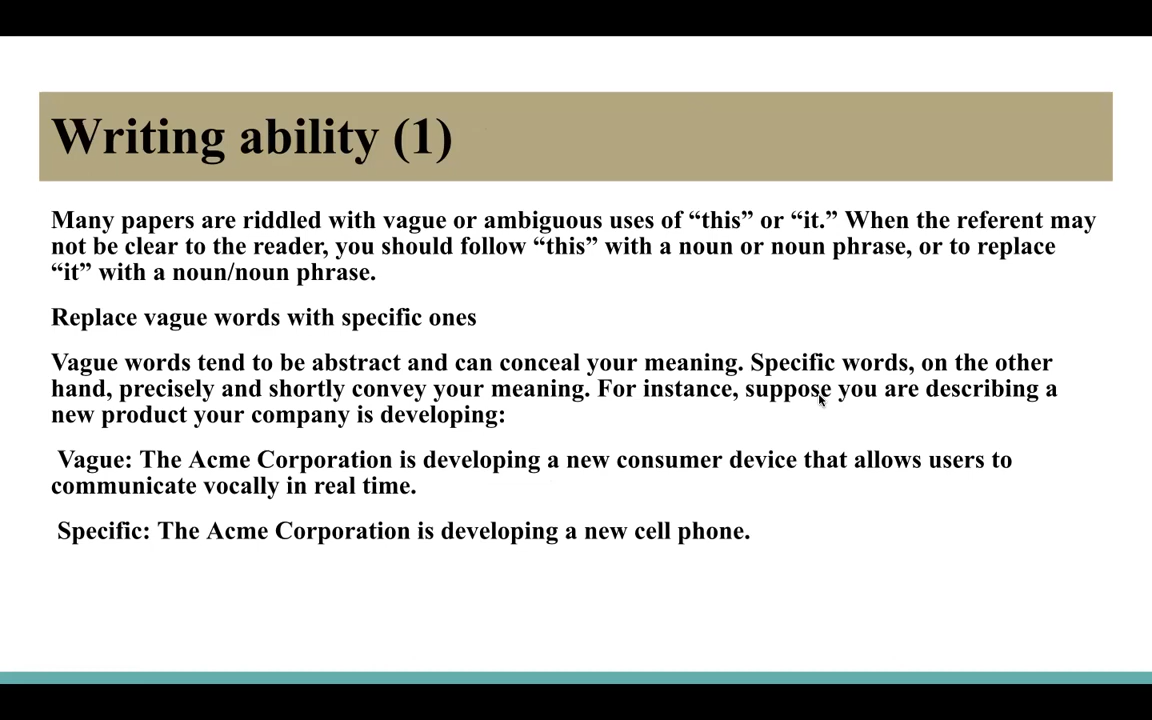 Writing ability (1)
Many papers are riddled with vague or ambiguous uses of “this” or “it.” When the referent may
not be clear to the reader, you should follow “this” with a noun or noun phrase, or to replace
“it” with a noun/noun phrase.
Replace vague words with specific ones
Vague words tend to be abstract and can conceal your meaning. Specific words, on the other
hand, precisely and shortly convey your meaning. For instance, suppose you are describing a
new product your company is developing:
Vague: The Acme Corporation is developing a new consumer device that allows users to
communicate vocally in real time.
Specific: The Acme Corporation is developing a new cell phone.